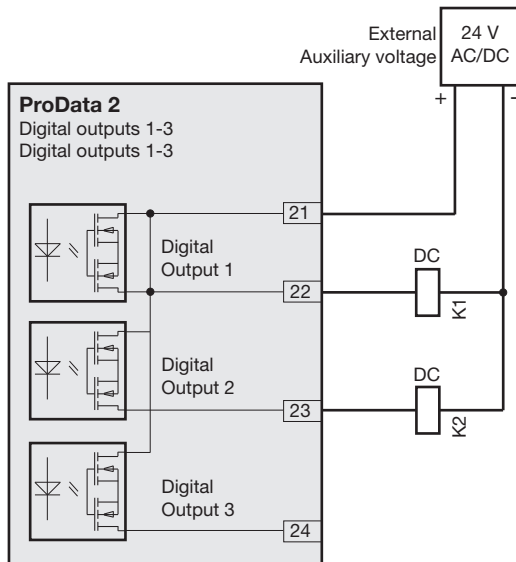 External
Auxiliary voltage
24 V
AC/DC
+
−
ProData 2
Digital outputs 1-3
Digital outputs 1-3
21
Digital
Output 1
DC
22
K1
Digital
Output 2
DC
23
K2
Digital
Output 3
24